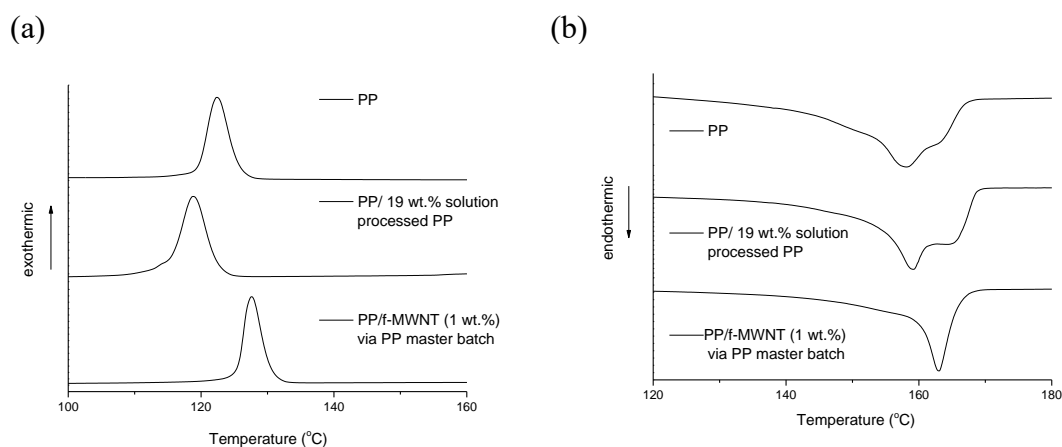 (a)
exothermic
PP
PP/ 19 wt.% solution
processed PP
PP/f-MWNT (1 wt.%)
via PP master batch
100 120 140 160
Temperature (°C)
(b)
endothermic
PP
PP/ 19 wt.% solution
processed PP
PP/f-MWNT (1 wt.%)
via PP master batch
120 140 160 180
Temperature (°C)